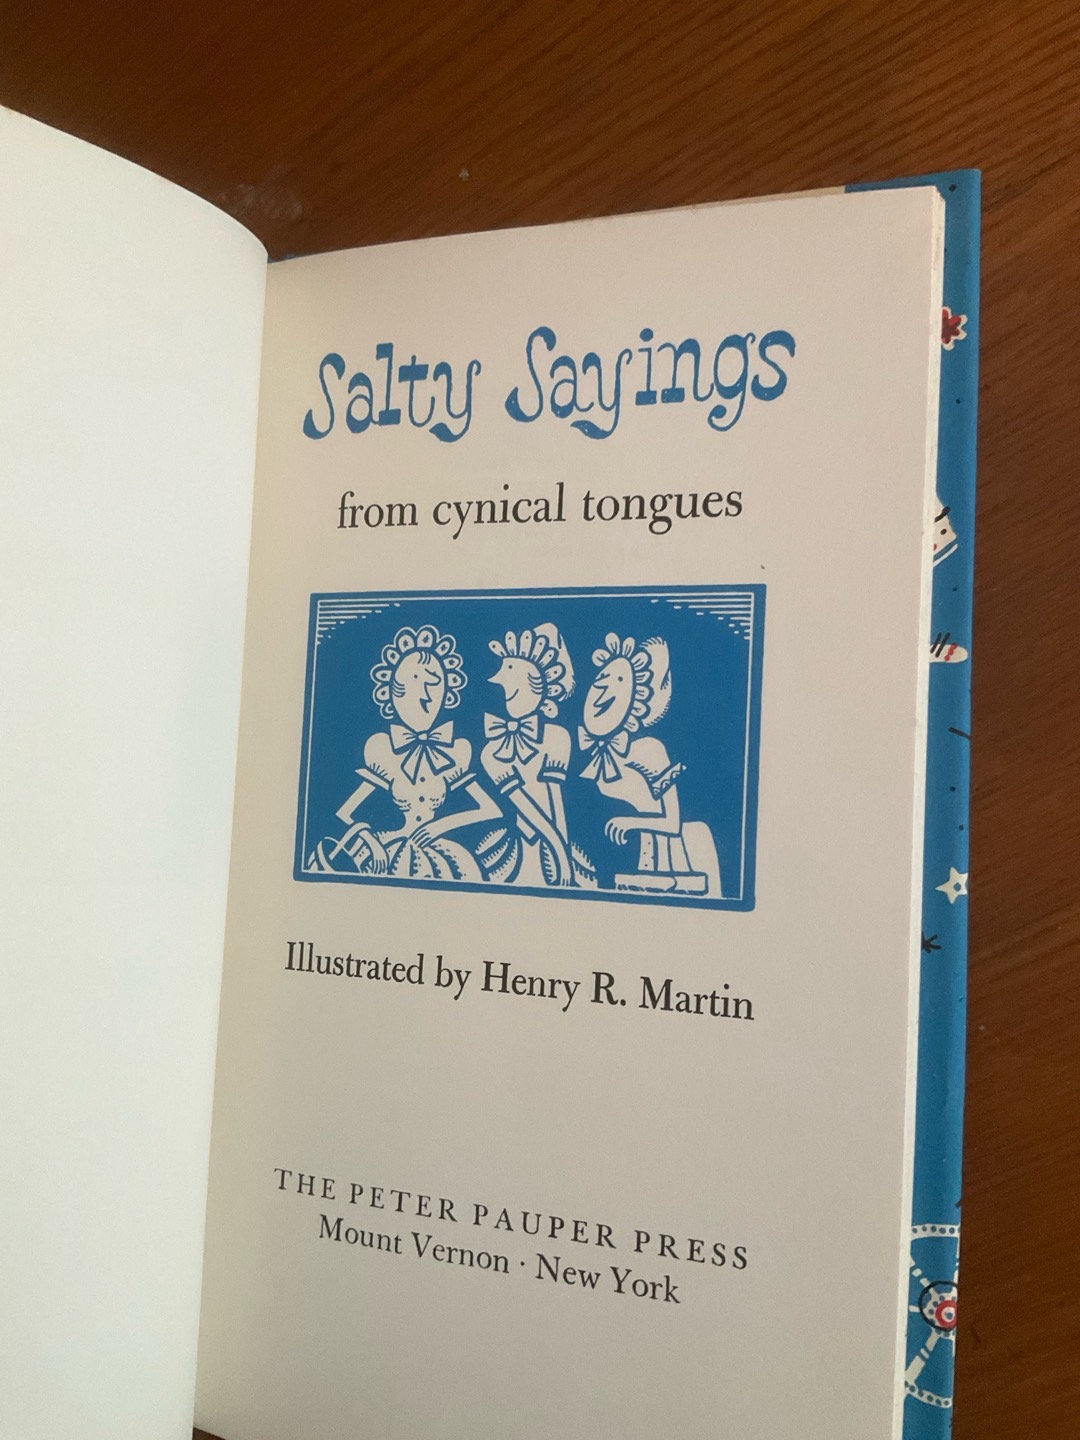 Salty Sayings
from cynical tongues
Illustrated by Henry R. Martin
THE PETER PAUPER PRESS
Mount Vernon · New York